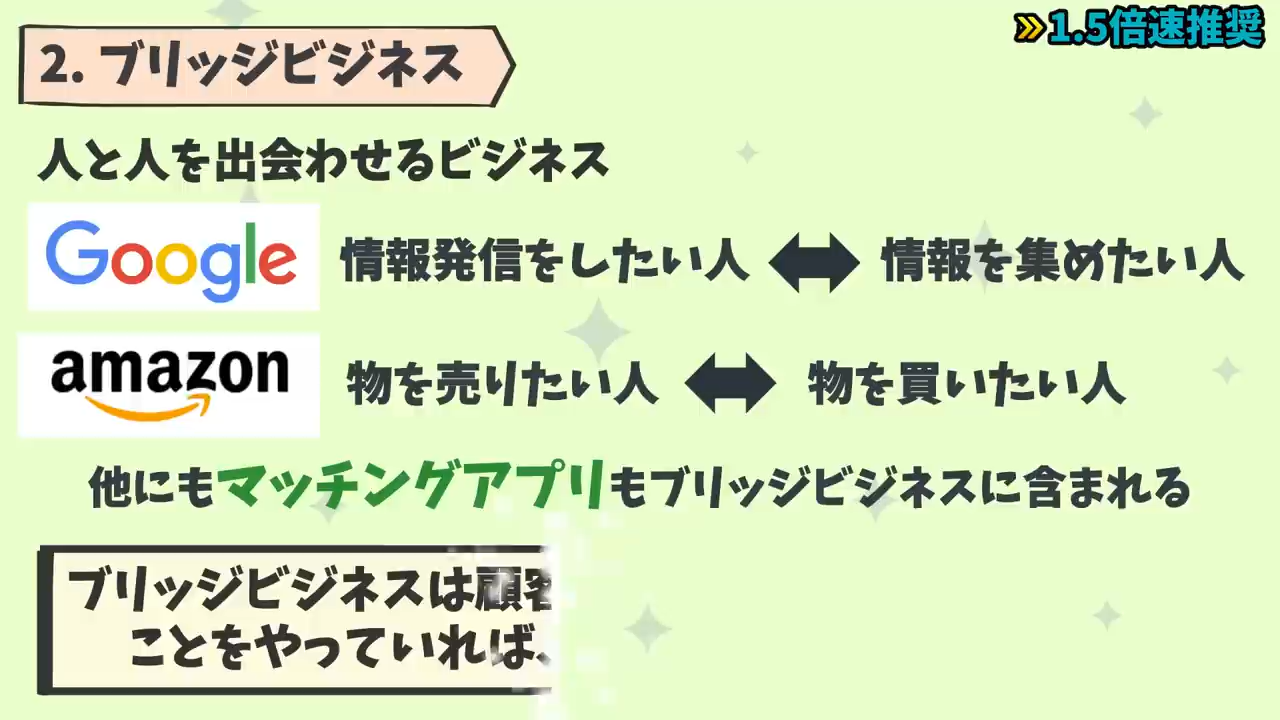 »1.5倍速推奨
2. ブリッジビジネス
人と人を出会わせるビジネス
Google 情報発信をしたい人 ⬌ 情報を集めたい人
amazon 物を売りたい人 ⬌ 物を買いたい人
他にもマッチングアプリもブリッジビジネスに含まれる
ブリッジビジネスは顧客
ことをやっていれば、